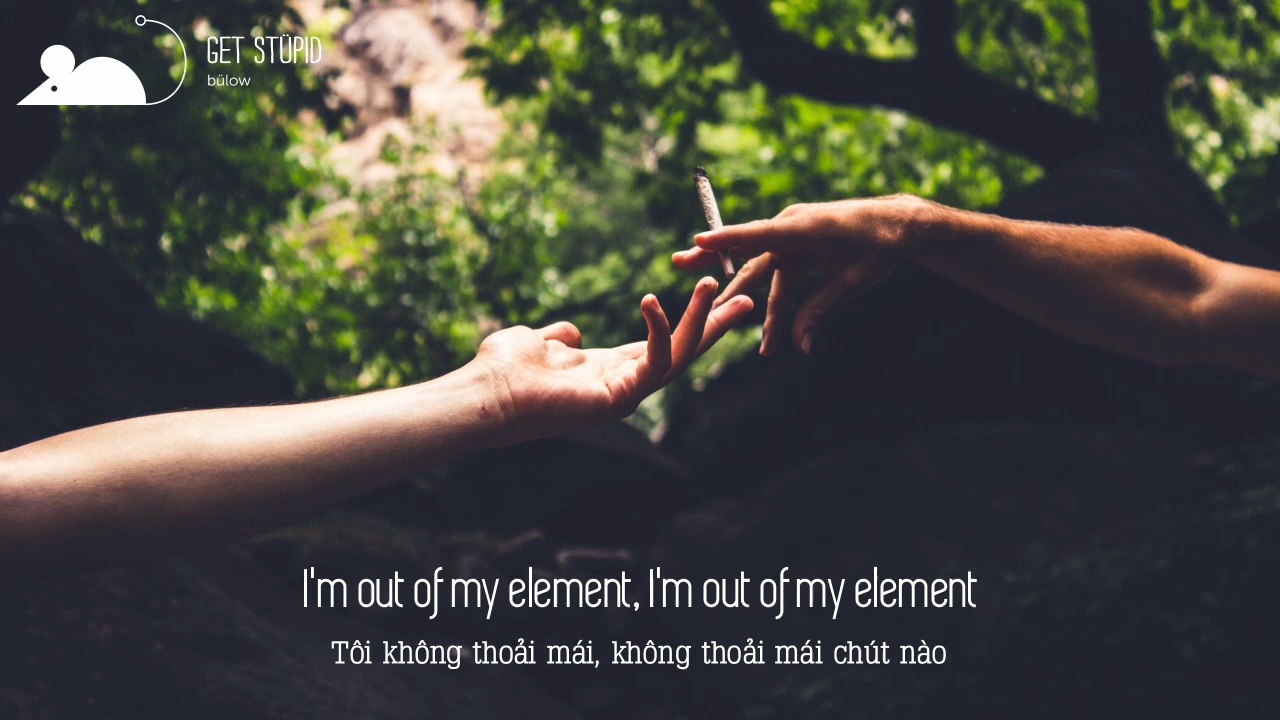 GET STÜPID
bülow
I'm out of my element, I'm out of my element
Tôi không thoải mái, không thoải mái chút nào